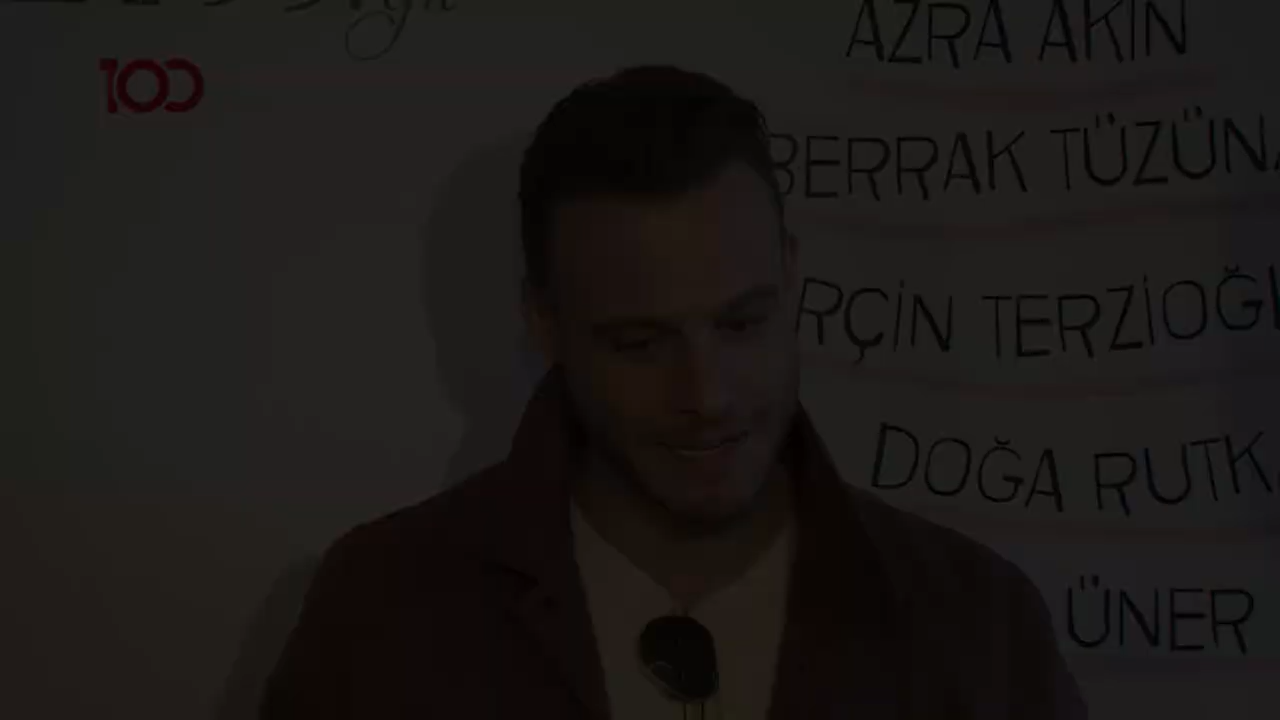 100
AZRA AKIN
BERRAK TÜZÜN
RÇİN TERZİOĞ
DOĞA RUTK
ÜNER